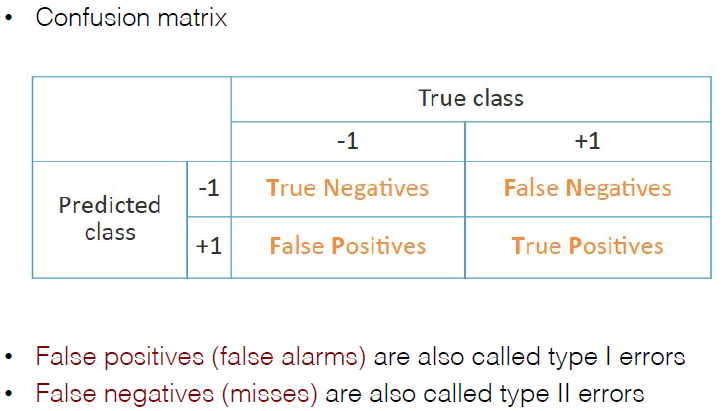 • Confusion matrix
True class
-1 +1
Predicted class
-1 True Negatives False Negatives
+1 False Positives True Positives
• False positives (false alarms) are also called type I errors
• False negatives (misses) are also called type II errors